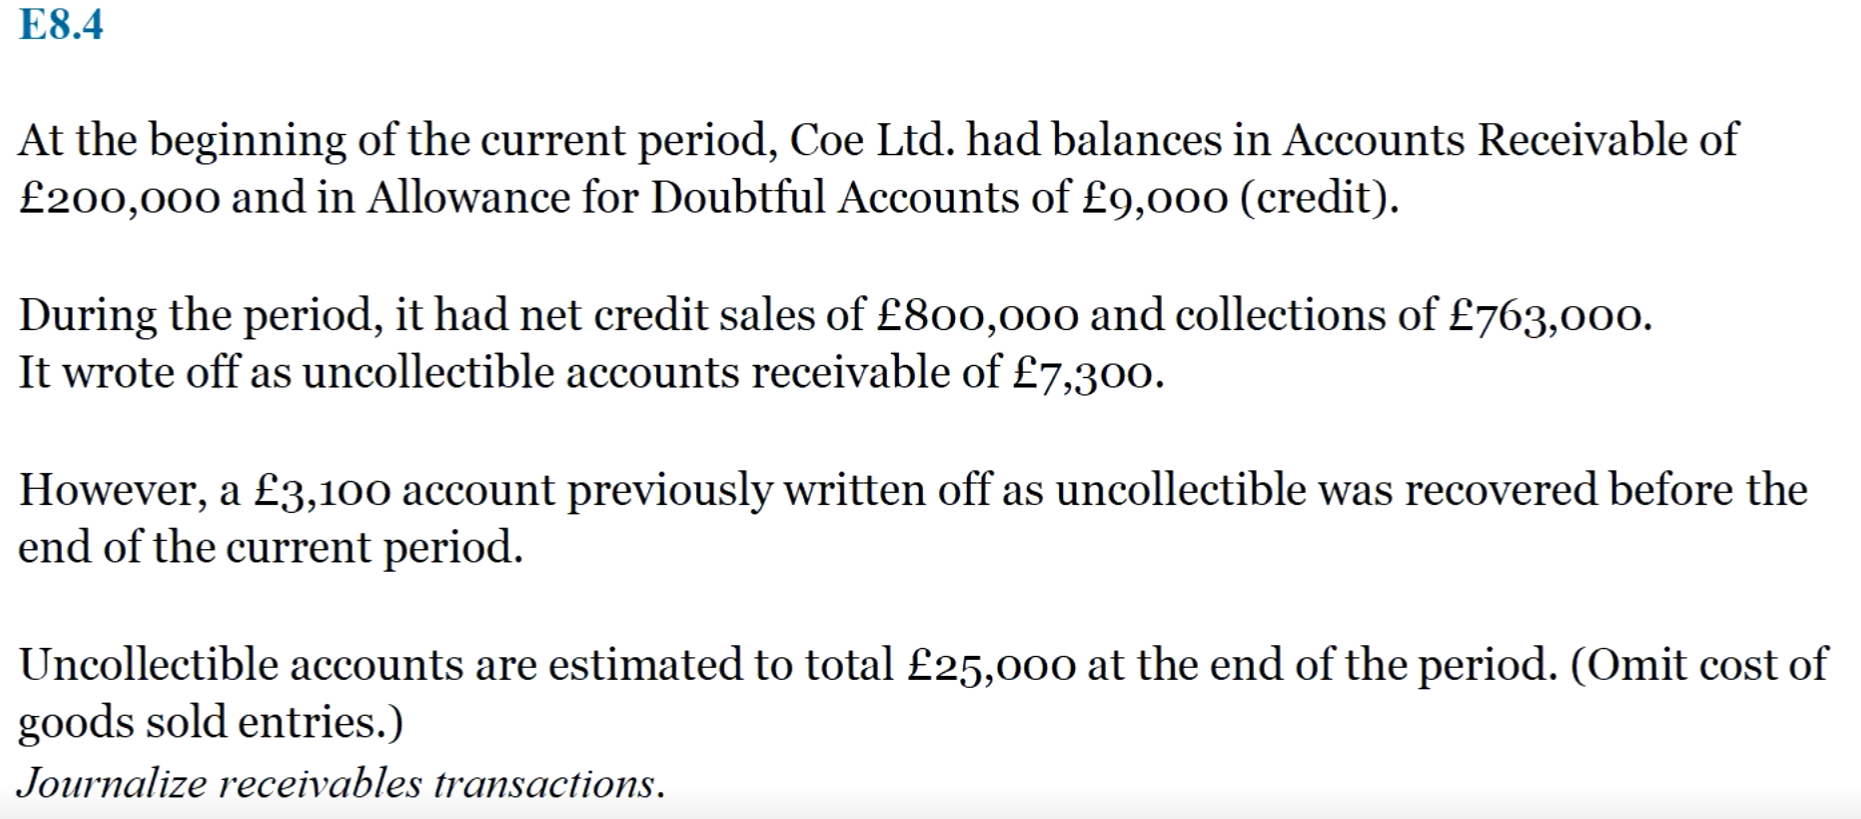 E8.4
At the beginning of the current period, Coe Ltd. had balances in Accounts Receivable of
£200,000 and in Allowance for Doubtful Accounts of £9,000 (credit).
During the period, it had net credit sales of £800,000 and collections of £763,000.
It wrote off as uncollectible accounts receivable of £7,300.
However, a £3,100 account previously written off as uncollectible was recovered before the
end of the current period.
Uncollectible accounts are estimated to total £25,000 at the end of the period. (Omit cost of
goods sold entries.)
Journalize receivables transactions.